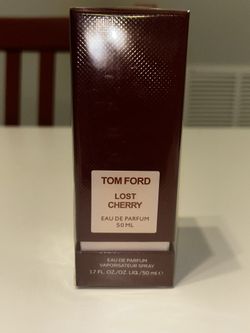 TOM FORD
LOST
CHERRY
EAU DE PARFUM
50 ML
EAU DE PARFUM
VAPORISATEUR SPRAY
1.7 FL. OZ./OZ. LIQ./50 ml ℮